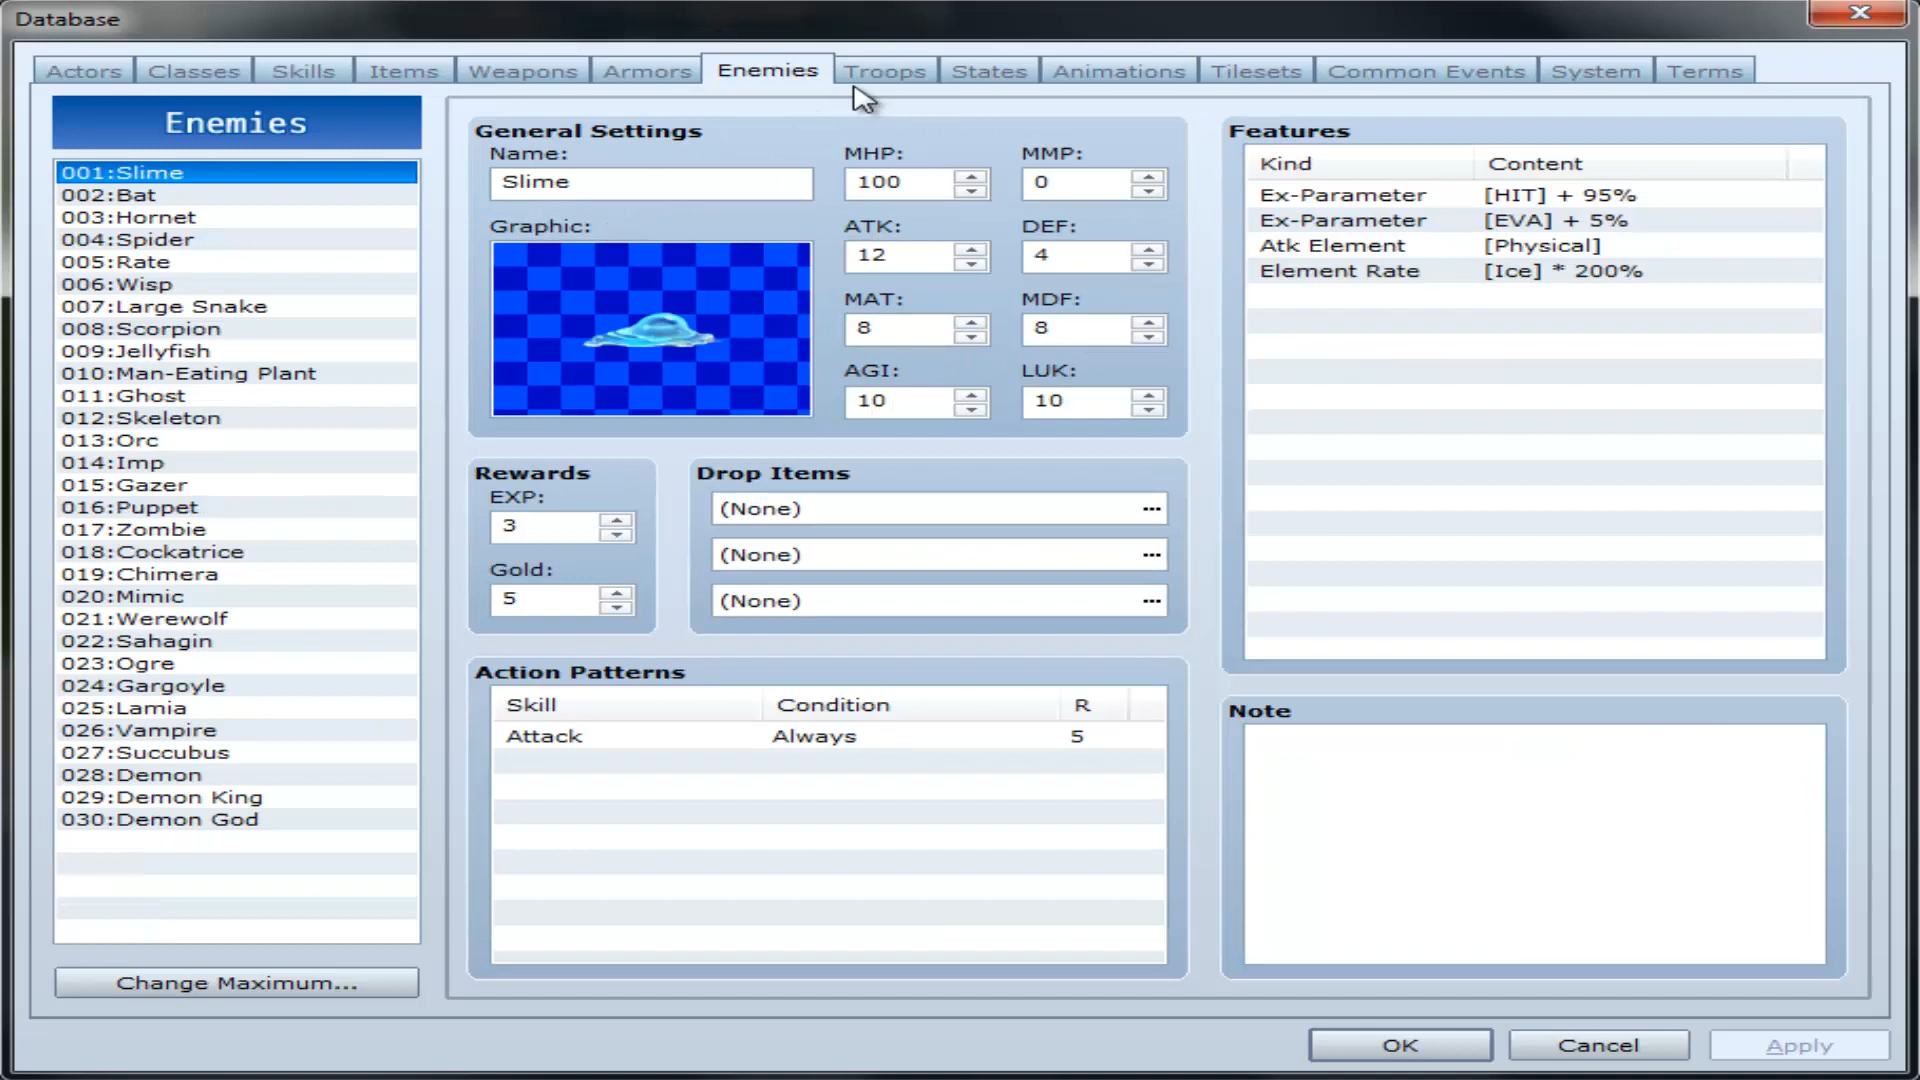 Database
Actors Classes Skills Items Weapons Armors Enemies Troops States Animations Tilesets Common Events System Terms
Enemies
001:Slime
002:Bat
003:Hornet
004:Spider
005:Rate
006:Wisp
007:Large Snake
008:Scorpion
009:Jellyfish
010:Man-Eating Plant
011:Ghost
012:Skeleton
013:Orc
014:Imp
015:Gazer
016:Puppet
017:Zombie
018:Cockatrice
019:Chimera
020:Mimic
021:Werewolf
022:Sahagin
023:Ogre
024:Gargoyle
025:Lamia
026:Vampire
027:Succubus
028:Demon
029:Demon King
030:Demon God
Change Maximum...
General Settings
Name: MHP: MMP:
Slime 100 0
Graphic: ATK: DEF:
12 4
MAT: MDF:
8 8
AGI: LUK:
10 10
Rewards
EXP:
3
Gold:
5
Drop Items
(None) ...
(None) ...
(None) ...
Action Patterns
Skill Condition R
Attack Always 5
Features
Kind Content
Ex-Parameter [HIT] + 95%
Ex-Parameter [EVA] + 5%
Atk Element [Physical]
Element Rate [Ice] * 200%
Note
OK Cancel Apply